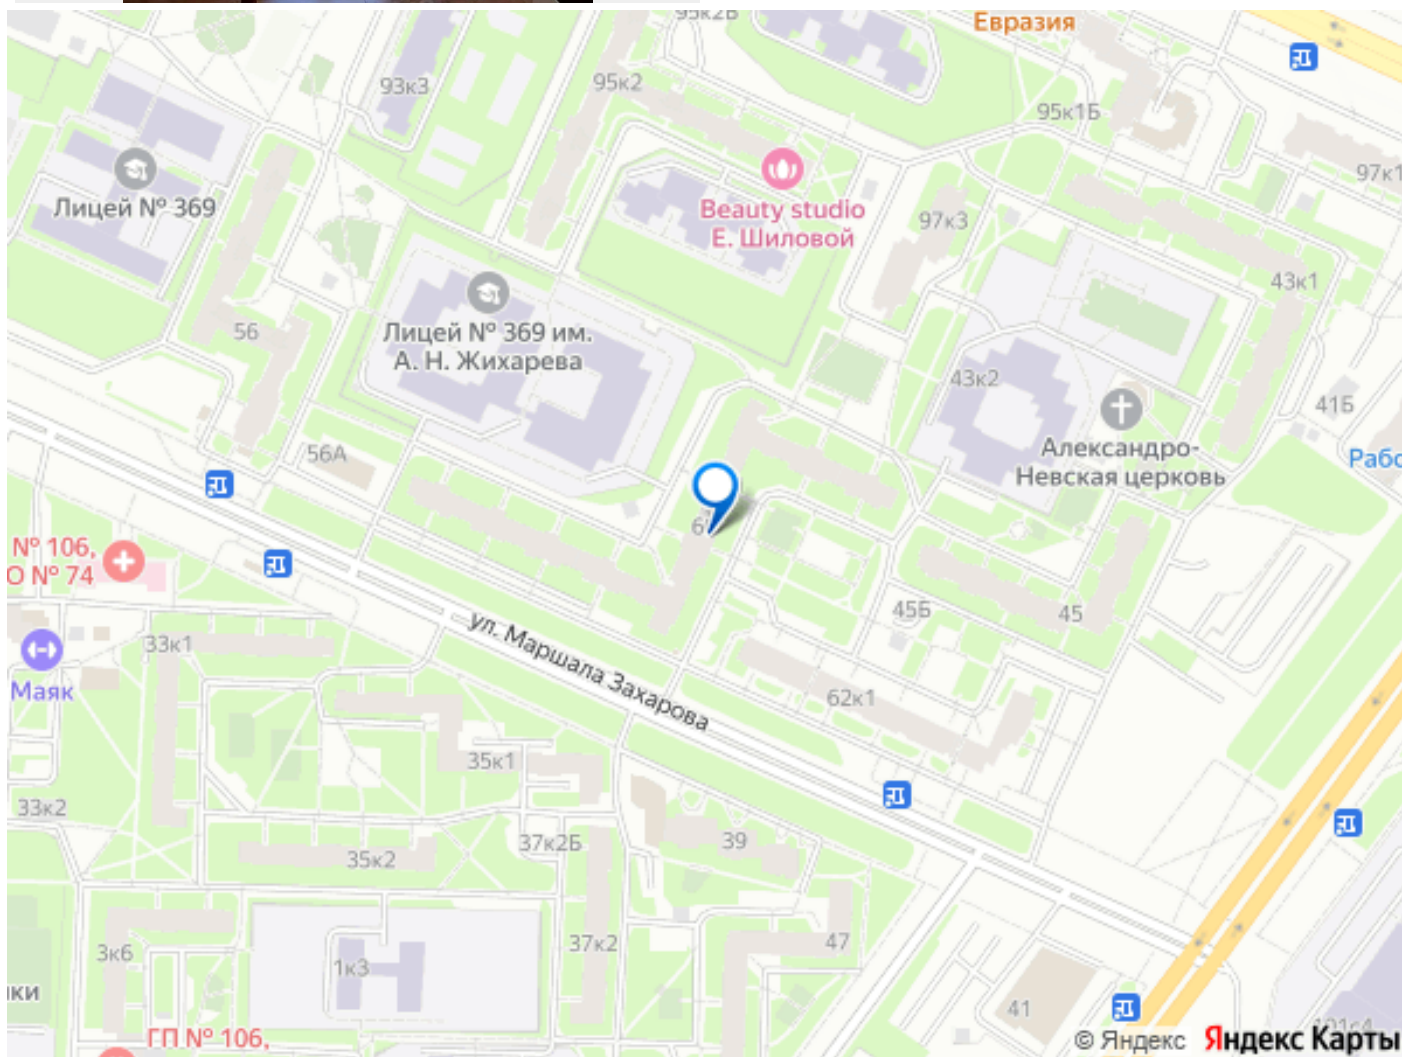 95к2В
Евразия
93к3
95к2
95к1Б
97к1
Лицей № 369
Beauty studio
Е. Шиловой
97к3
43к1
56
Лицей № 369 им.
А. Н. Жихарева
43к2
41Б
Александро-
Невская церковь
56А
№ 106,
О № 74
45Б
45
33к1
Маяк
ул. Маршала Захарова
62к1
35к1
33к2
37к2Б
39
35к2
3к6
1к3
37к2
47
41
ГП № 106,
© Яндекс Яндекс Карты